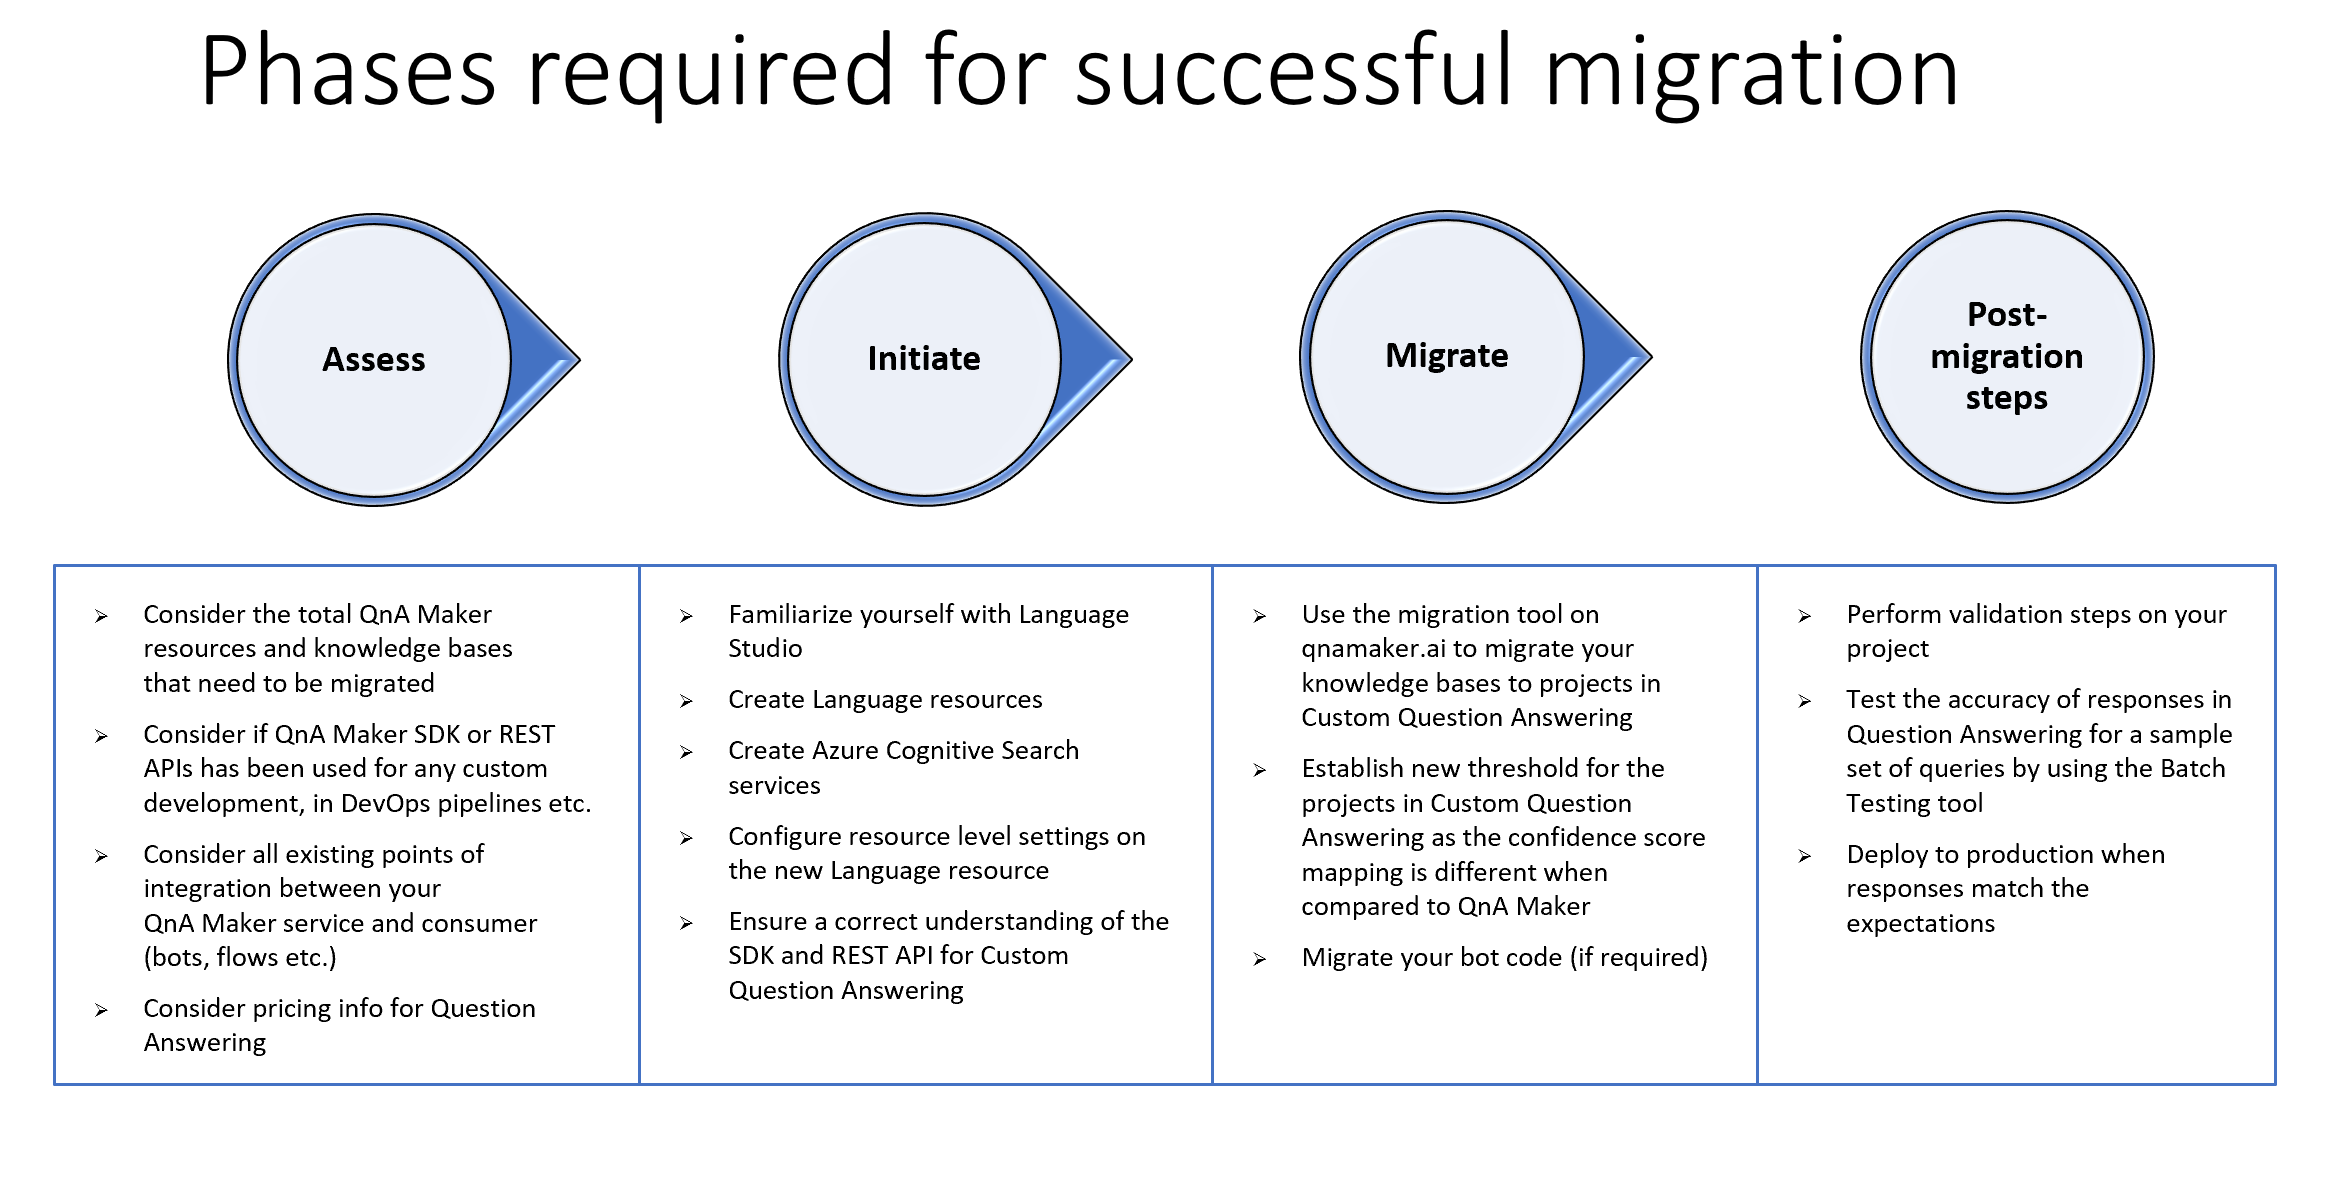 Phases required for successful migration
Assess
Initiate
Migrate
Post-
migration
steps
Consider the total QnA Maker
resources and knowledge bases
that need to be migrated
Consider if QnA Maker SDK or REST
APIs has been used for any custom
development, in DevOps pipelines etc.
Consider all existing points of
integration between your
QnA Maker service and consumer
(bots, flows etc.)
Consider pricing info for Question
Answering
Familiarize yourself with Language
Studio
Create Language resources
Create Azure Cognitive Search
services
Configure resource level settings on
the new Language resource
Ensure a correct understanding of the
SDK and REST API for Custom
Question Answering
Use the migration tool on
qnamaker.ai to migrate your
knowledge bases to projects in
Custom Question Answering
Establish new threshold for the
projects in Custom Question
Answering as the confidence score
mapping is different when
compared to QnA Maker
Migrate your bot code (if required)
Perform validation steps on your
project
Test the accuracy of responses in
Question Answering for a sample
set of queries by using the Batch
Testing tool
Deploy to production when
responses match the
expectations